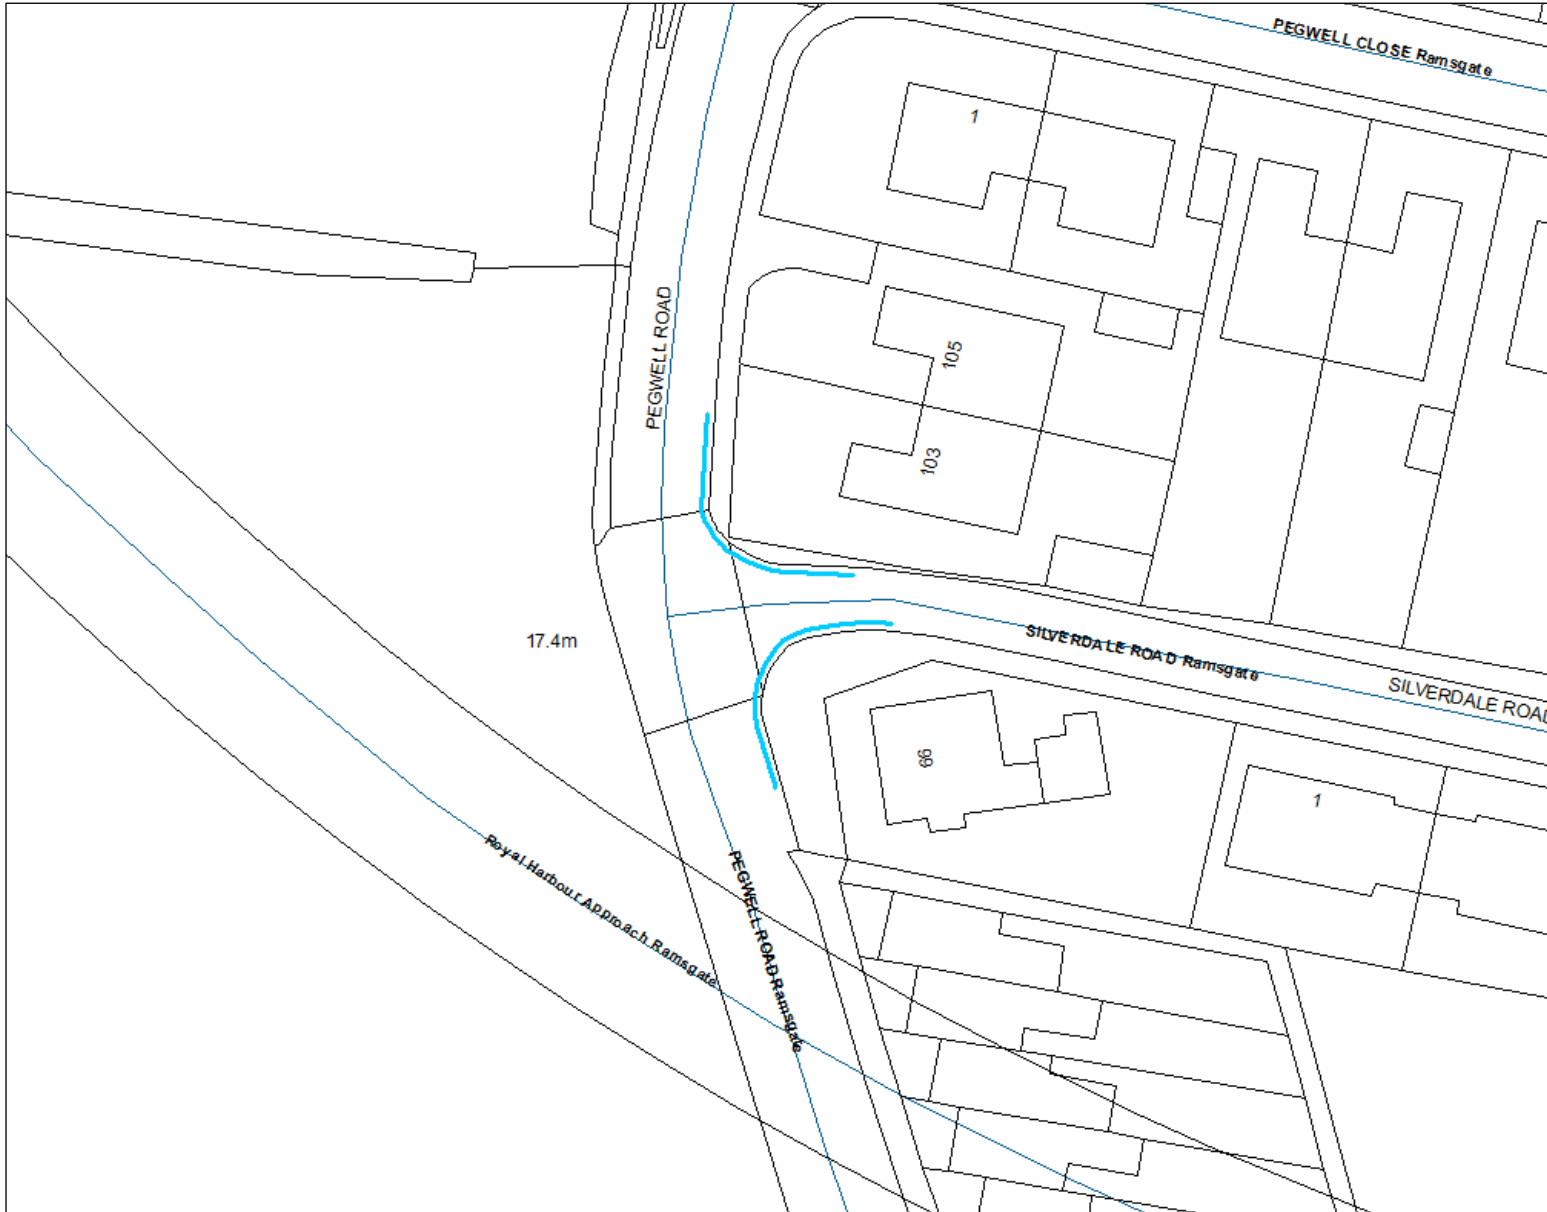 PEGWELL CLOSE Ramsgate
1
PEGWELL ROAD
105
103
17.4m
SILVERDALE ROAD Ramsgate
SILVERDALE ROAD
66
1
Royal Harbour Approach Ramsgate
PEGWELL ROAD Ramsgate